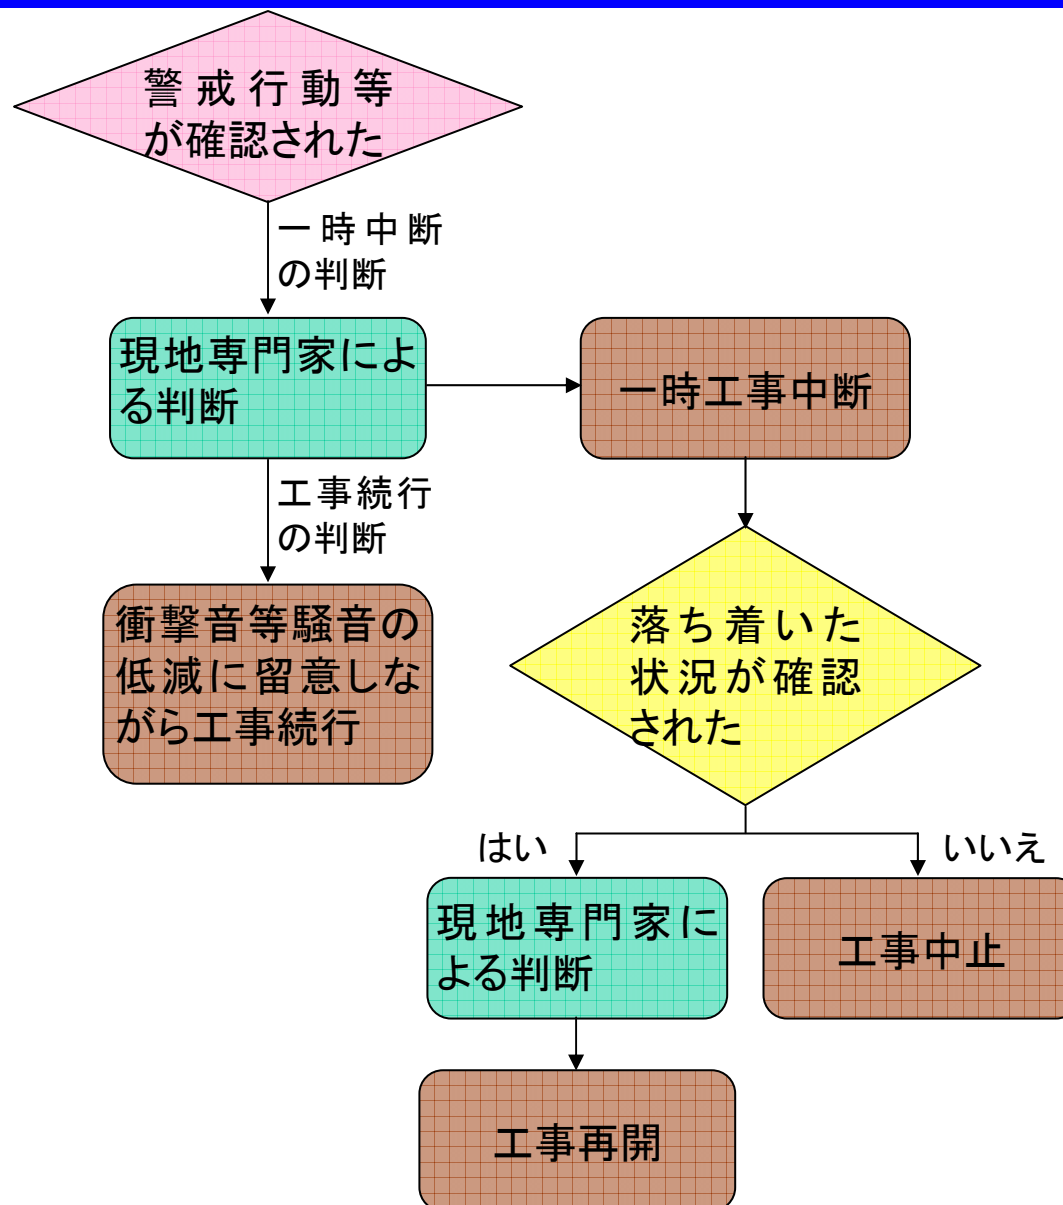 警戒行動等
が確認された
一時中断
の判断
現地専門家によ
る判断
一時工事中断
工事続行
の判断
衝撃音等騒音の
低減に留意しな
がら工事続行
落ち着いた
状況が確認
された
はい
いいえ
現地専門家に
よる判断
工事中止
工事再開